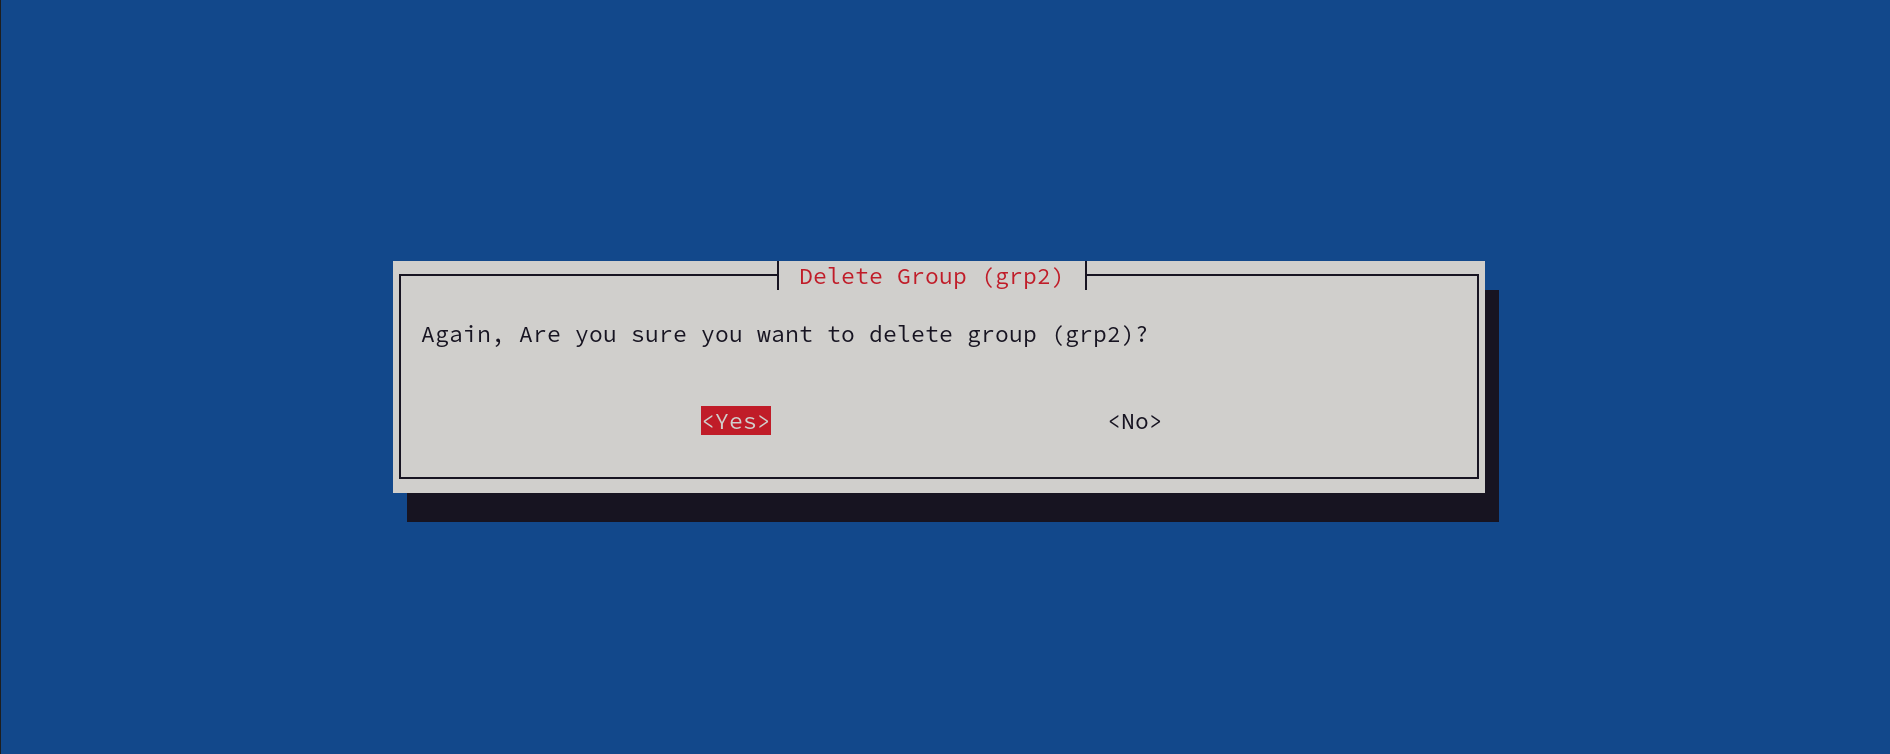 Delete Group (grp2)
Again, Are you sure you want to delete group (grp2)?
<Yes> <No>